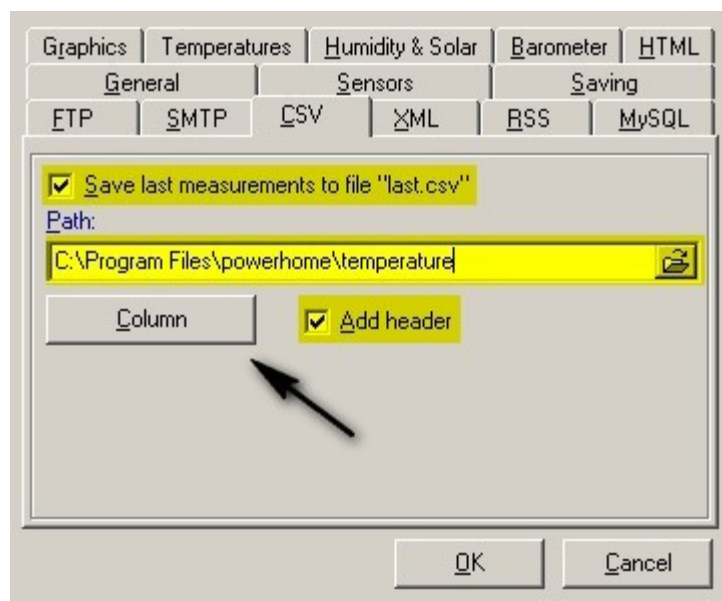 Graphics Temperatures Humidity & Solar Barometer HTML
General Sensors Saving
FTP SMTP CSV XML RSS MySQL
Save last measurements to file "last.csv"
Path:
C:\Program Files\powerhome\temperature
Column Add header
OK Cancel